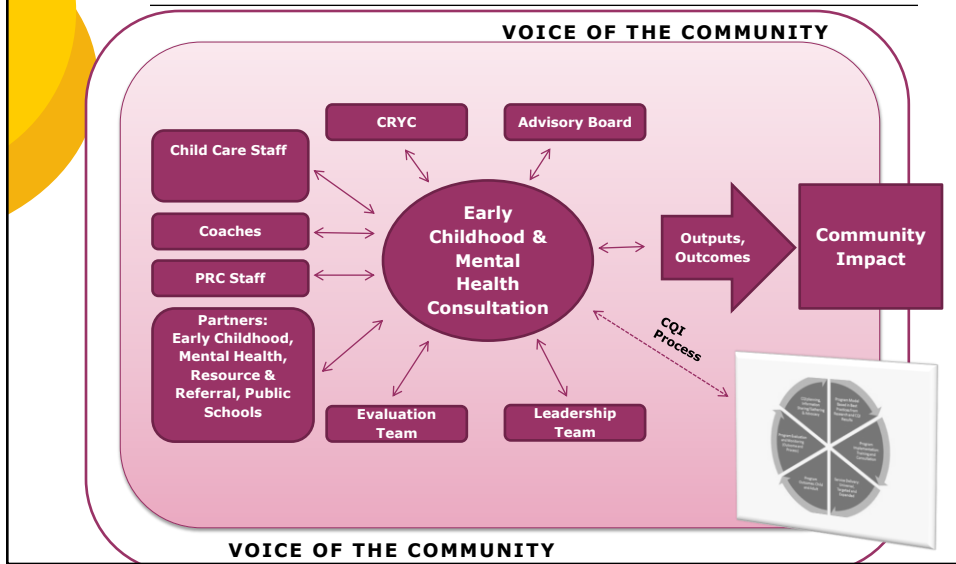 VOICE OF THE COMMUNITY
CRYC
Advisory Board
Child Care Staff
Coaches
PRC Staff
Partners:
Early Childhood,
Mental Health,
Resource &
Referral, Public
Schools
Early
Childhood &
Mental
Health
Consultation
Outputs,
Outcomes
Community
Impact
CQI
Process
Evaluation
Team
Leadership
Team
VOICE OF THE COMMUNITY